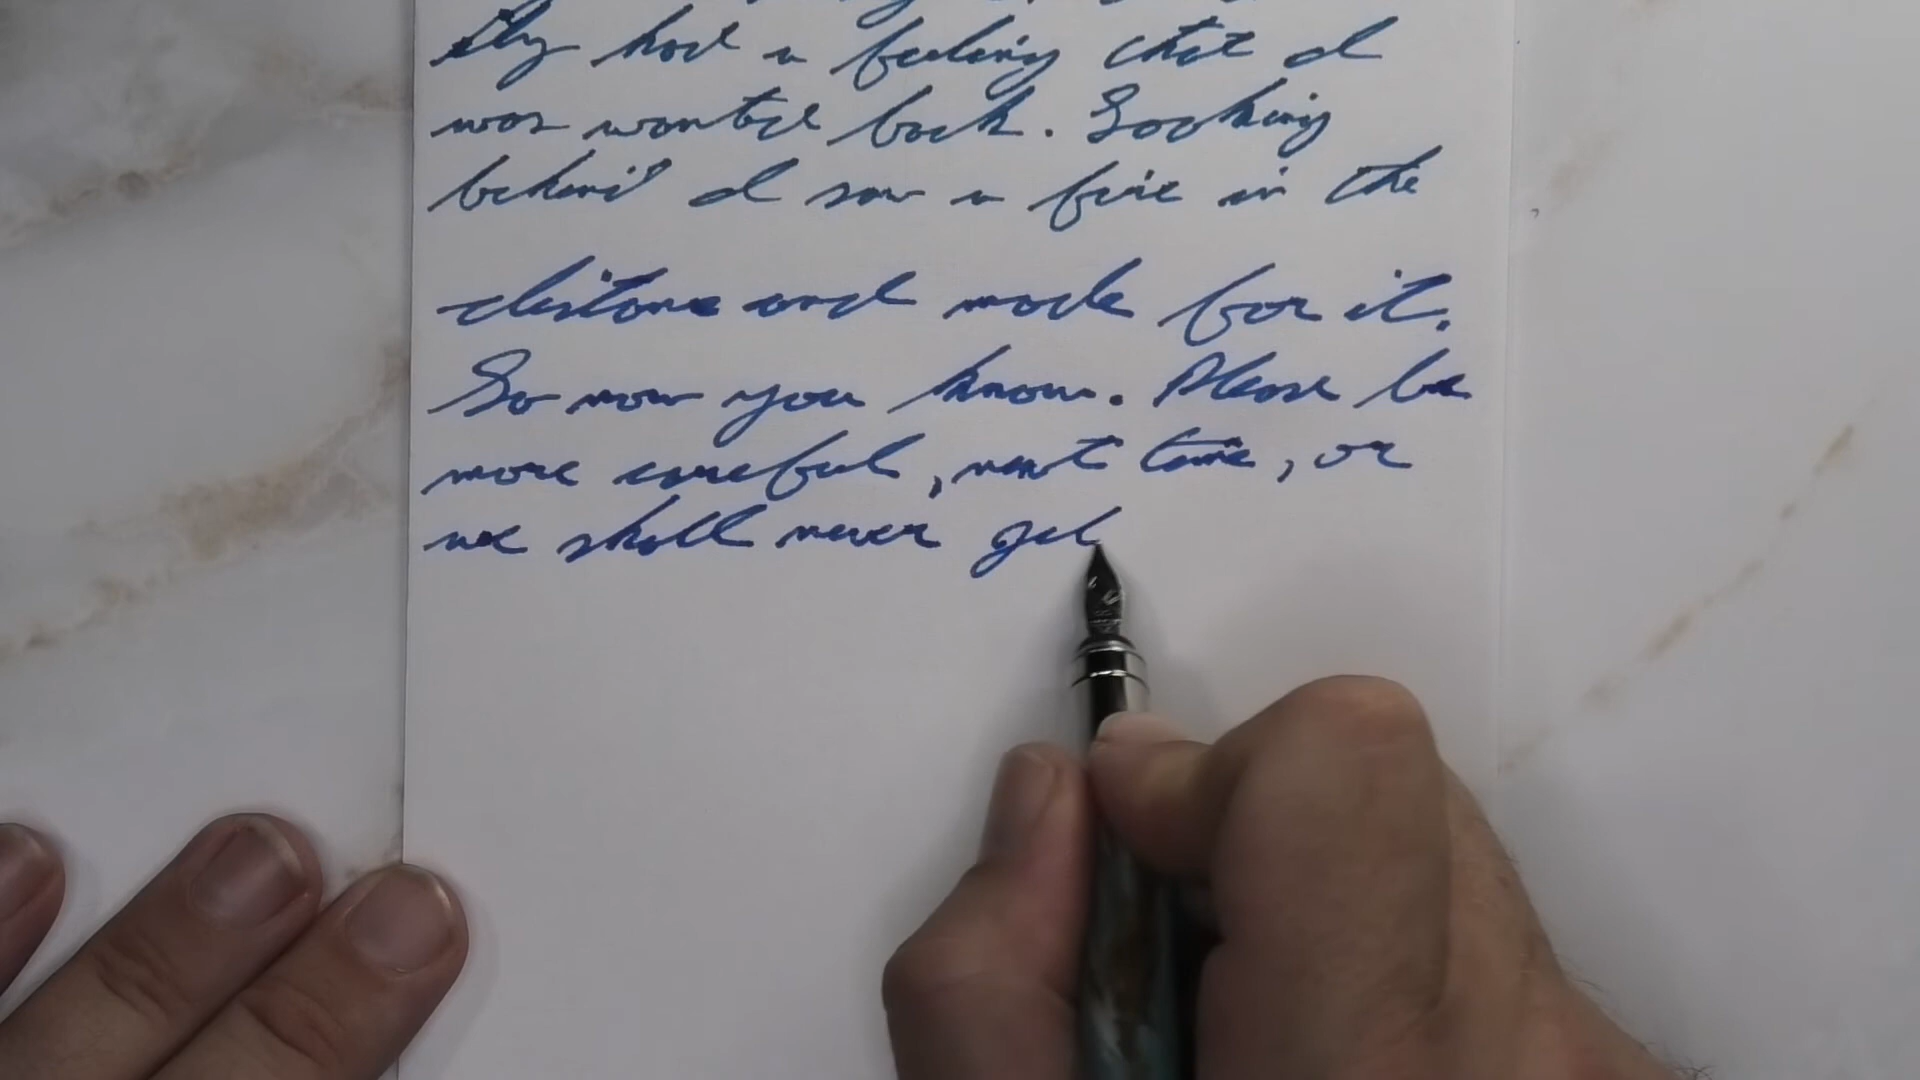 had a feeling that I
was wanted back. Looking
behind I saw a fire in the
distance and made for it.
So now you know. Please be
more careful, next time, or
we shall never get